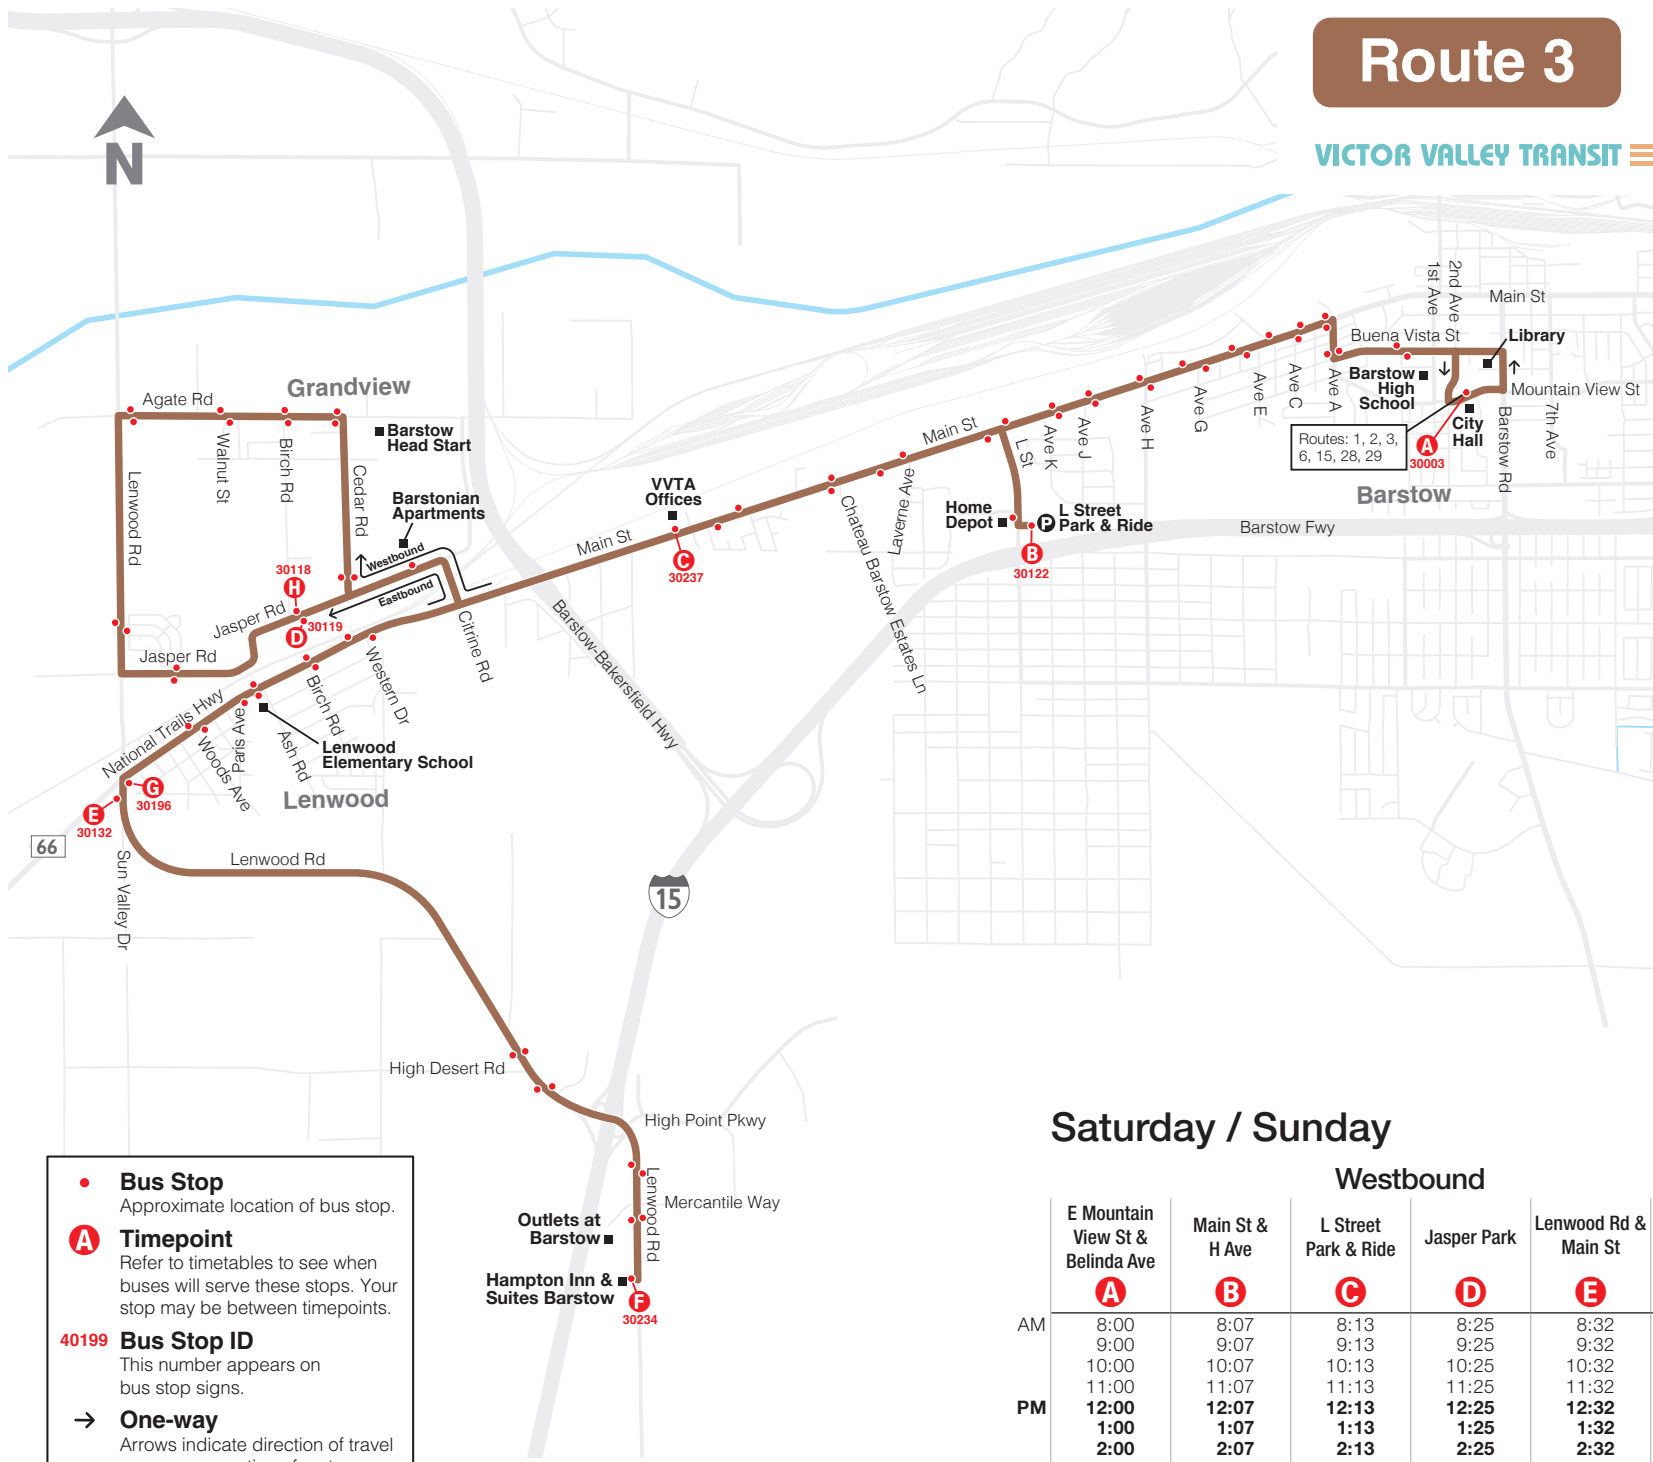 Route 3
VICTOR VALLEY TRANSIT
N
Grandview
Agate Rd
Barstow
Head Start
Walnut St
Birch Rd
Lenwood Rd
Cedar Rd
Barstonian
Apartments
Westbound
Eastbound
30118
H
Jasper Rd
D
30119
Jasper Rd
National Trails Hwy
Paris Ave
Woods Ave
Ash Rd
Birch Rd
Western Dr
Citrine Rd
Lenwood
Elementary School
Lenwood
G
30196
E
30132
66
Sun Valley Dr
Lenwood Rd
VVTA
Offices
Main St
C
30237
Barstow-Bakersfield Hwy
Chateau Barstow Estates Ln
Laverne Ave
Main St
L St
Home
Depot
P
L Street
Park & Ride
B
30122
Ave K
Ave J
Ave H
Ave G
Ave E
Ave C
Ave A
Barstow Fwy
1st Ave
2nd Ave
Main St
Buena Vista St
Library
Barstow
High
School
Mountain View St
City
Hall
Routes: 1, 2, 3,
6, 15, 28, 29
A
30003
Barstow Rd
7th Ave
Barstow
15
High Desert Rd
High Point Pkwy
Lenwood Rd
Mercantile Way
Outlets at
Barstow
Hampton Inn &
Suites Barstow
F
30234
Bus Stop
Approximate location of bus stop.
A Timepoint
Refer to timetables to see when
buses will serve these stops. Your
stop may be between timepoints.
40199 Bus Stop ID
This number appears on
bus stop signs.
One-way
Arrows indicate direction of travel
Saturday / Sunday
Westbound
E Mountain View St & Belinda Ave Main St & H Ave L Street Park & Ride Jasper Park Lenwood Rd & Main St
A B C D E
AM 8:00 8:07 8:13 8:25 8:32
9:00 9:07 9:13 9:25 9:32
10:00 10:07 10:13 10:25 10:32
11:00 11:07 11:13 11:25 11:32
PM 12:00 12:07 12:13 12:25 12:32
1:00 1:07 1:13 1:25 1:32
2:00 2:07 2:13 2:25 2:32